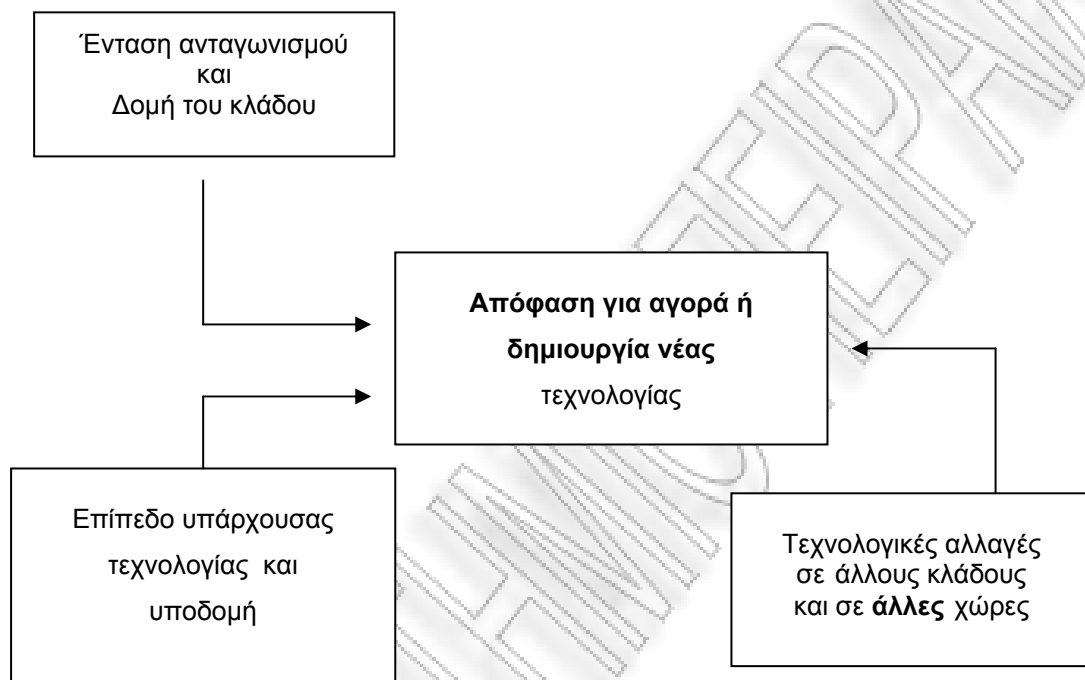 Ένταση ανταγωνισμού
και
Δομή του κλάδου
Απόφαση για αγορά ή
δημιουργία νέας
τεχνολογίας
Επίπεδο υπάρχουσας
τεχνολογίας και
υποδομή
Τεχνολογικές αλλαγές
σε άλλους κλάδους
και σε άλλες χώρες